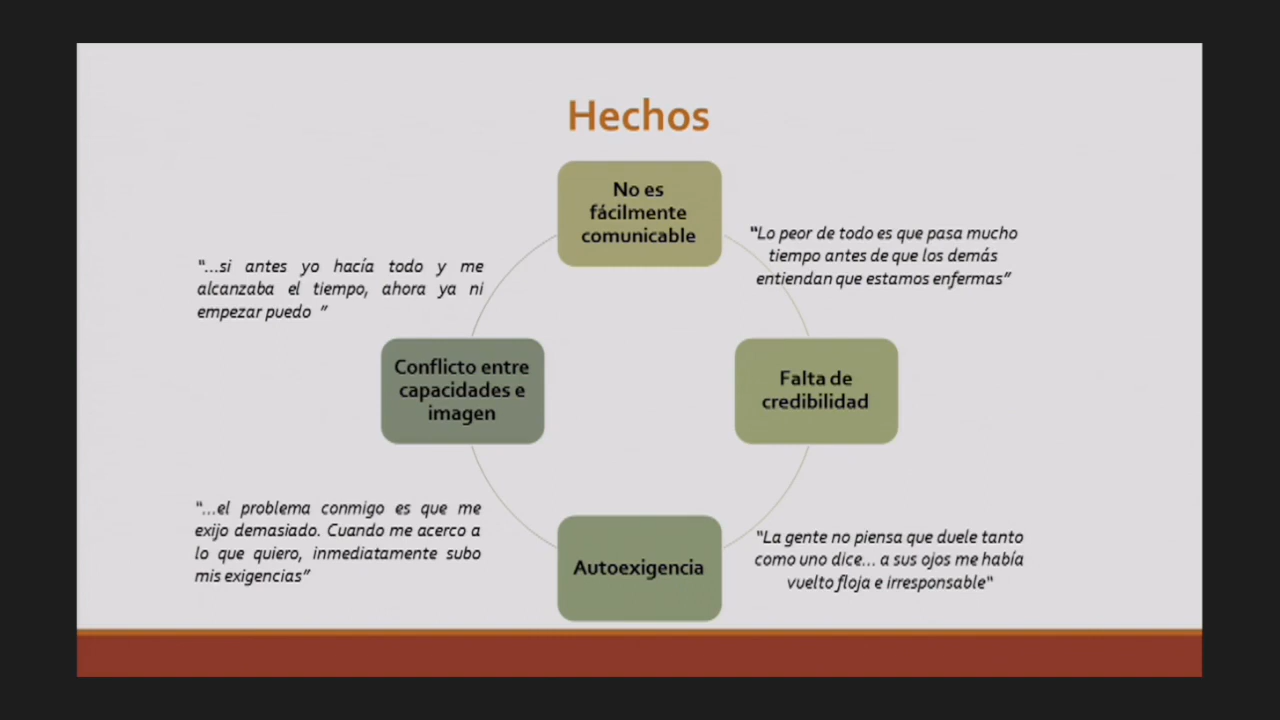 Hechos
No es
fácilmente
comunicable
“Lo peor de todo es que pasa mucho
tiempo antes de que los demás
entiendan que estamos enfermas”
“…si antes yo hacía todo y me
alcanzaba el tiempo, ahora ya ni
empezar puedo ”
Conflicto entre
capacidades e
imagen
Falta de
credibilidad
“…el problema conmigo es que me
exijo demasiado. Cuando me acerco a
lo que quiero, inmediatamente subo
mis exigencias”
Autoexigencia
“La gente no piensa que duele tanto
como uno dice… a sus ojos me había
vuelto floja e irresponsable“